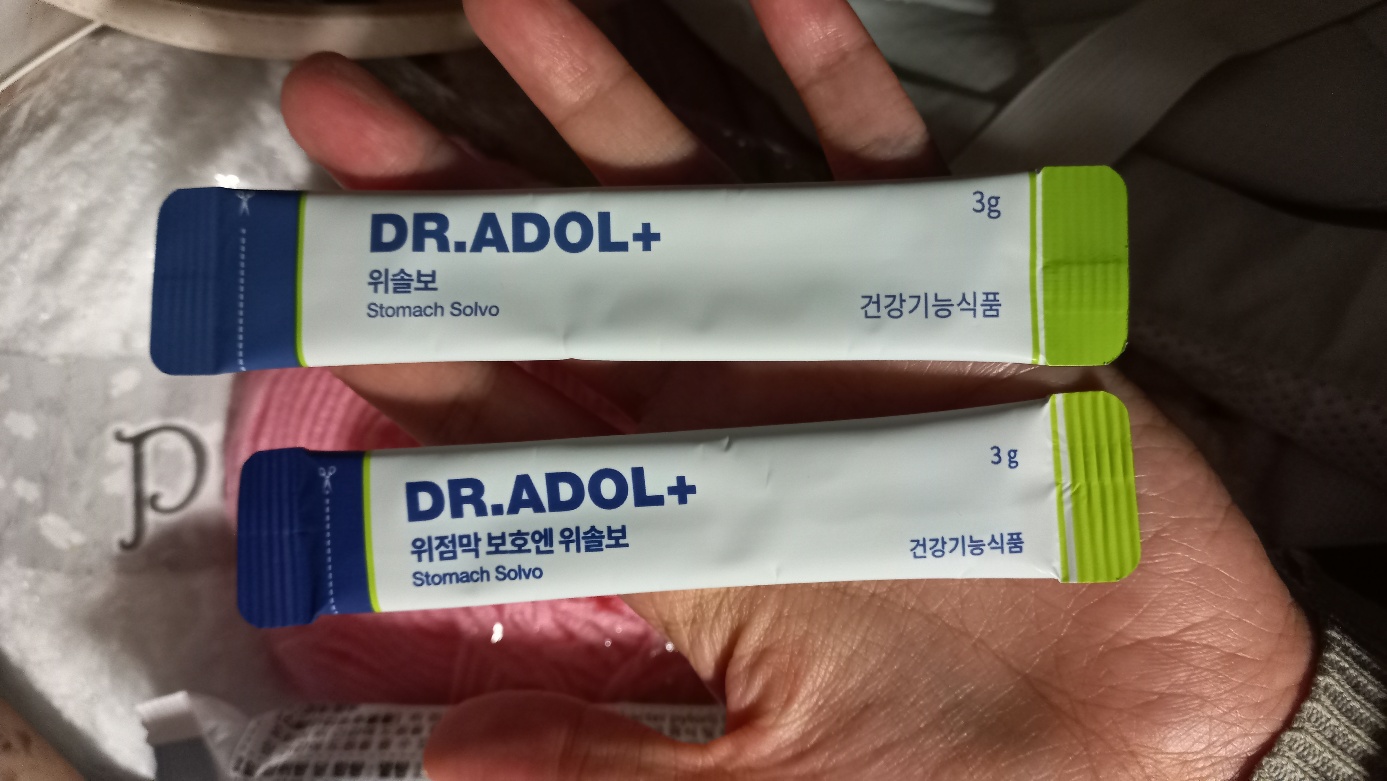 DR.ADOL+
위솔보
Stomach Solvo
3g
건강기능식품
DR.ADOL+
위점막 보호엔 위솔보
Stomach Solvo
3 g
건강기능식품
p